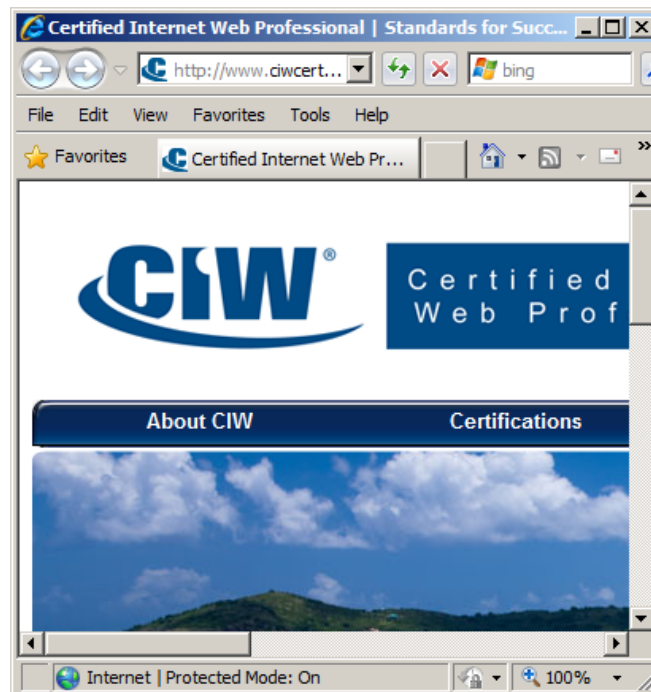 Certified Internet Web Professional | Standards for Succ...
http://www.ciwcert...
bing
File Edit View Favorites Tools Help
Favorites
Certified Internet Web Pr...
»
CIW®
Certified
Web Prof
About CIW Certifications
Internet | Protected Mode: On
100%